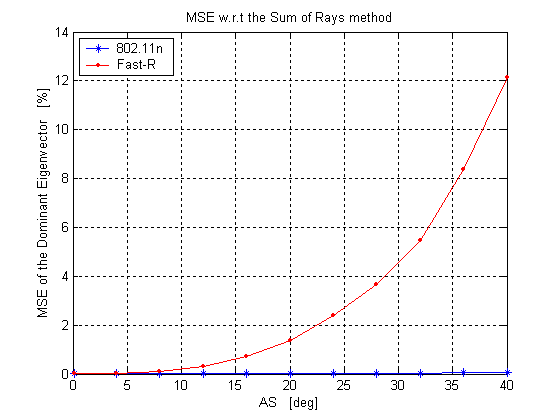 MSE w.r.t the Sum of Rays method
802.11n
Fast-R
MSE of the Dominant Eigenvector [%]
14
12
10
8
6
4
2
0
0 5 10 15 20 25 30 35 40
AS [deg]